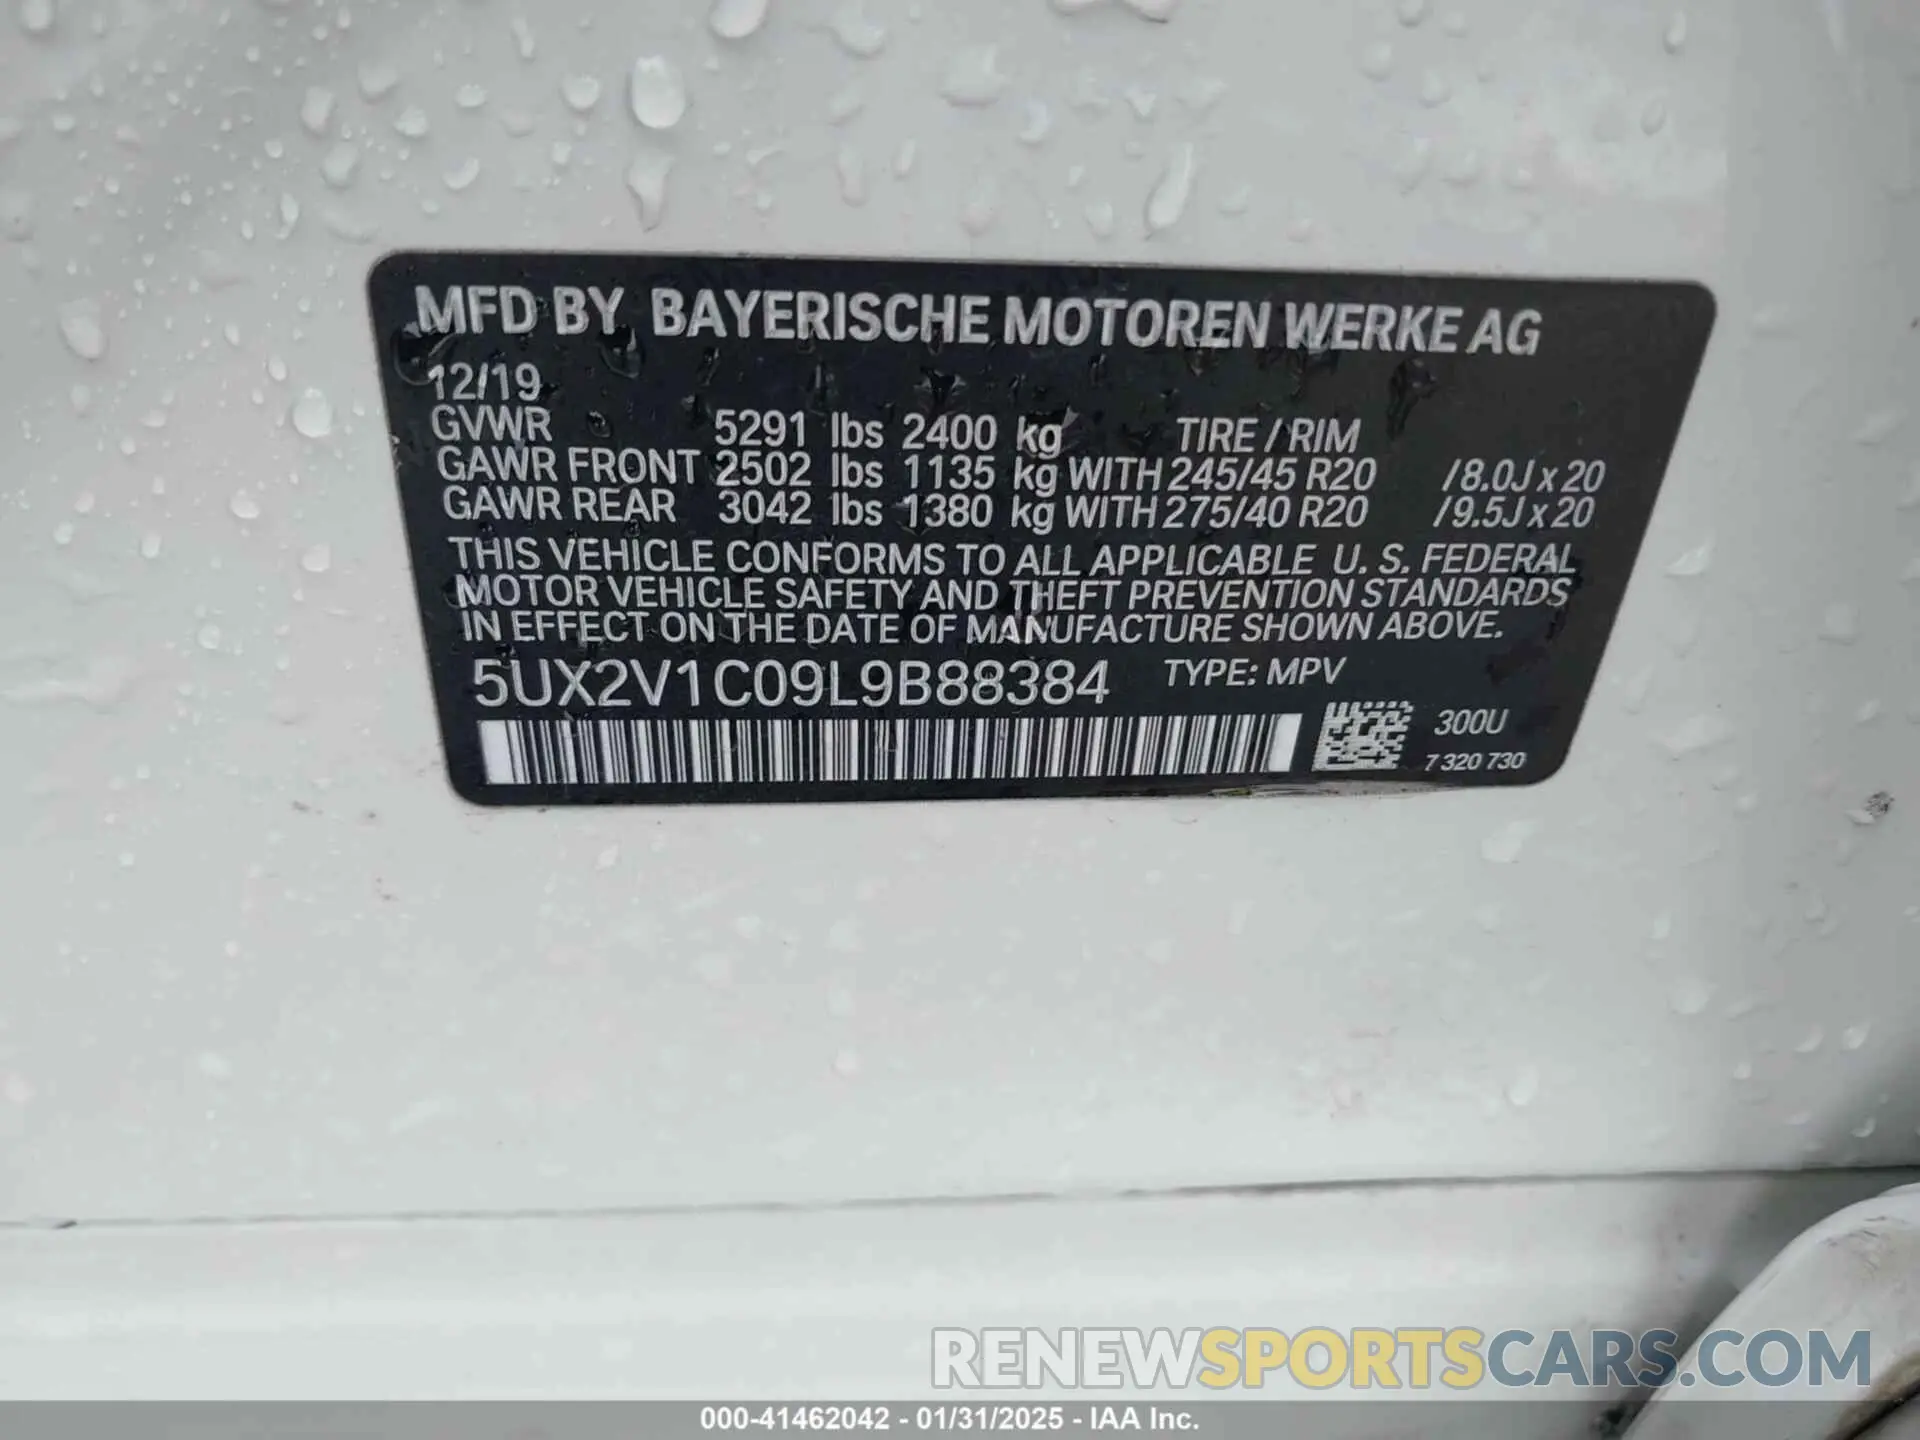 MFD BY BAYERISCHE MOTOREN WERKE AG
12/19
GVWR 5291 lbs 2400 kg TIRE / RIM
GAWR FRONT 2502 lbs 1135 kg WITH 245/45 R20 /8.0J x 20
GAWR REAR 3042 lbs 1380 kg WITH 275/40 R20 /9.5J x 20
THIS VEHICLE CONFORMS TO ALL APPLICABLE U. S. FEDERAL
MOTOR VEHICLE SAFETY AND THEFT PREVENTION STANDARDS
IN EFFECT ON THE DATE OF MANUFACTURE SHOWN ABOVE.
5UX2V1C09L9B88384 TYPE: MPV
300U
7 320 730
RENEWSPORTSCARS.COM
000-41462042 - 01/31/2025 - IAA Inc.